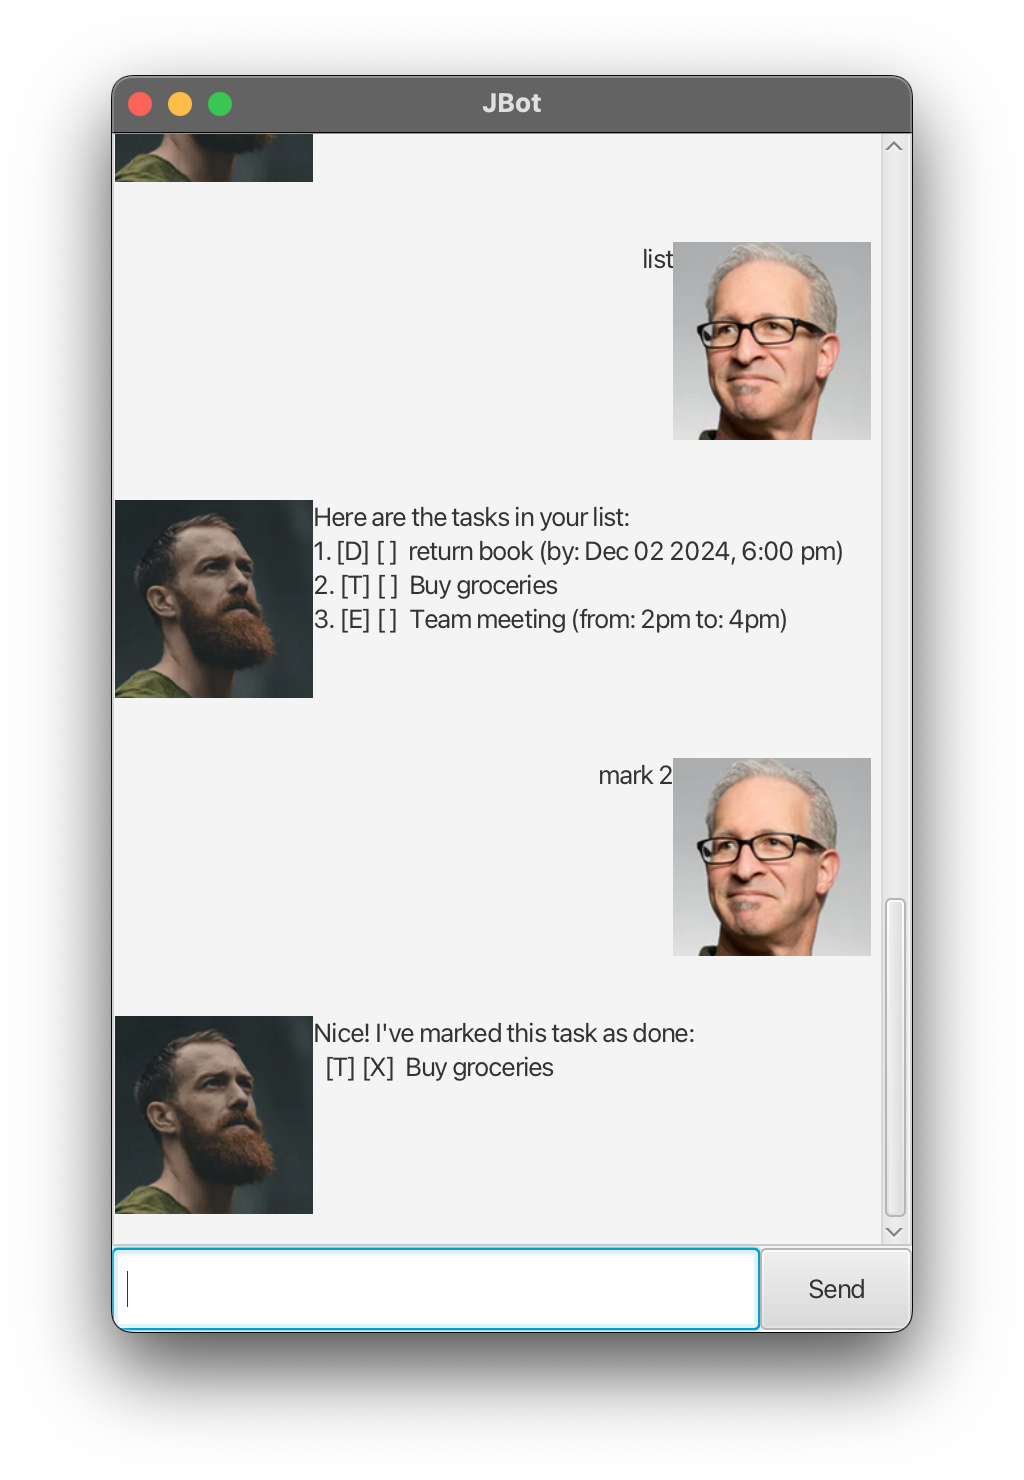 JBot
list
Here are the tasks in your list:
1. [D] [ ]  return book (by: Dec 02 2024, 6:00 pm)
2. [T] [ ]  Buy groceries
3. [E] [ ]  Team meeting (from: 2pm to: 4pm)
mark 2
Nice! I've marked this task as done:
[T] [X]  Buy groceries
Send